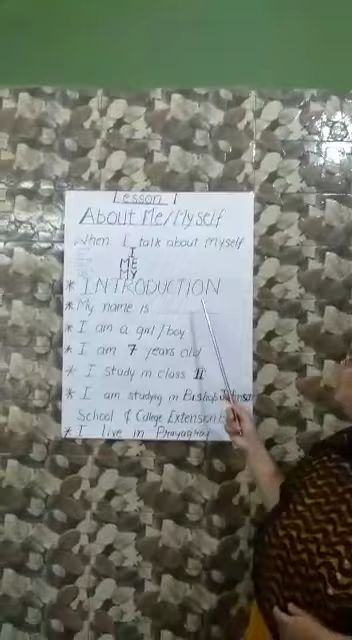 Lesson 1
About Me/Myself
When I talk about myself
I
ME
MY
* INTRODUCTION
* My name is
* I am a girl/boy
* I am 7 years old
* I study in class II
* I am studying in Bishop Johnson
School & College Extension
* I live in Prayagraj